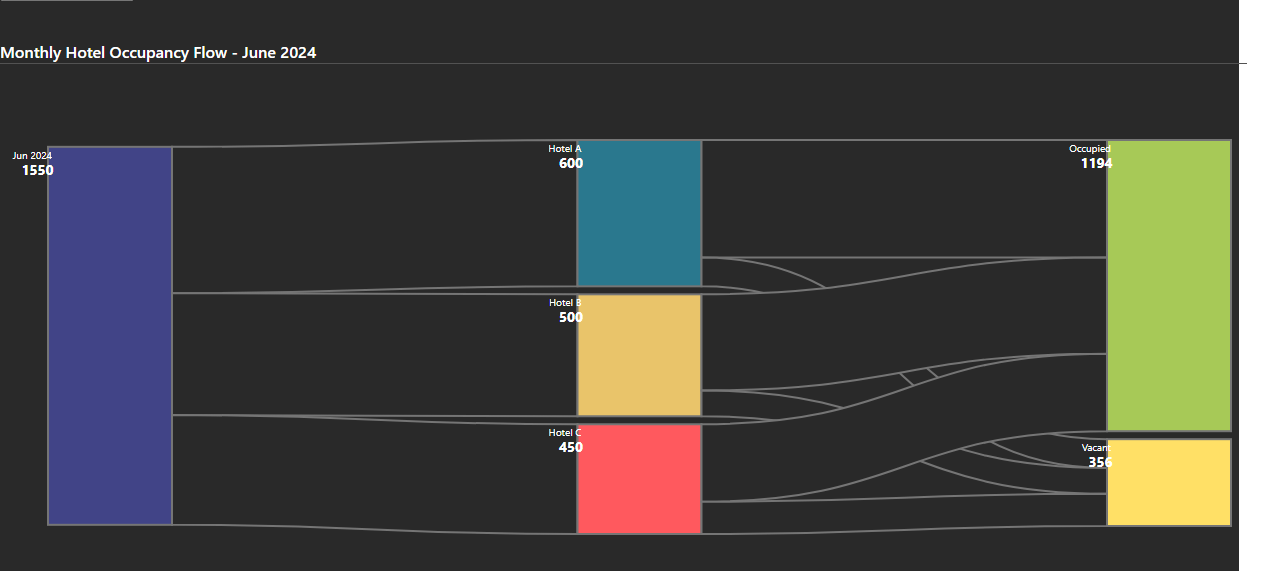 Monthly Hotel Occupancy Flow - June 2024
Jun 2024
1550
Hotel A
600
Hotel B
500
Hotel C
450
Occupied
1194
Vacant
356